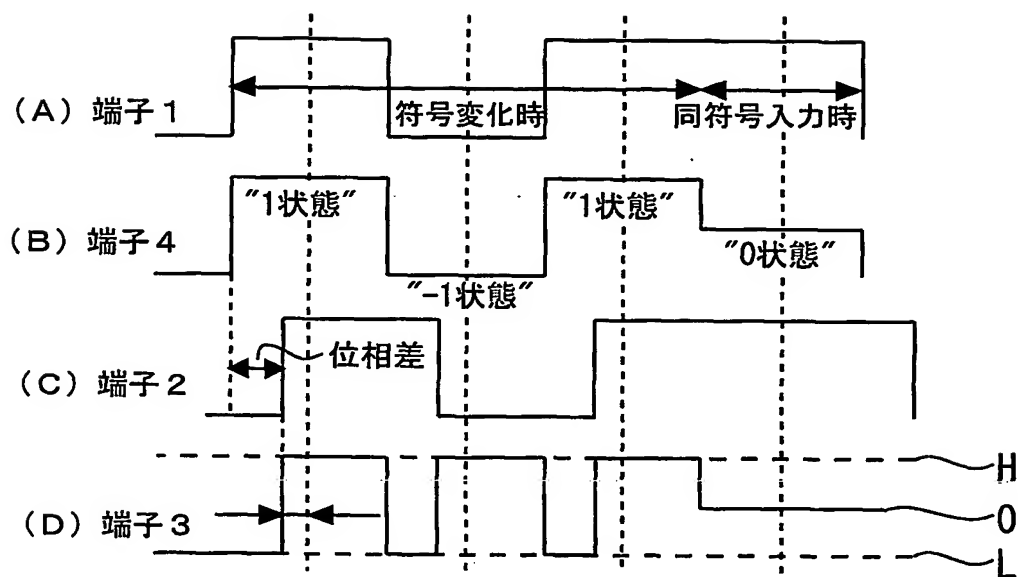 (A)端子1
符号変化時
同符号入力時
"1状態"
"1状態"
(B)端子4
"0状態"
"-1状態"
位相差
(C)端子2
H
(D)端子3
0
L